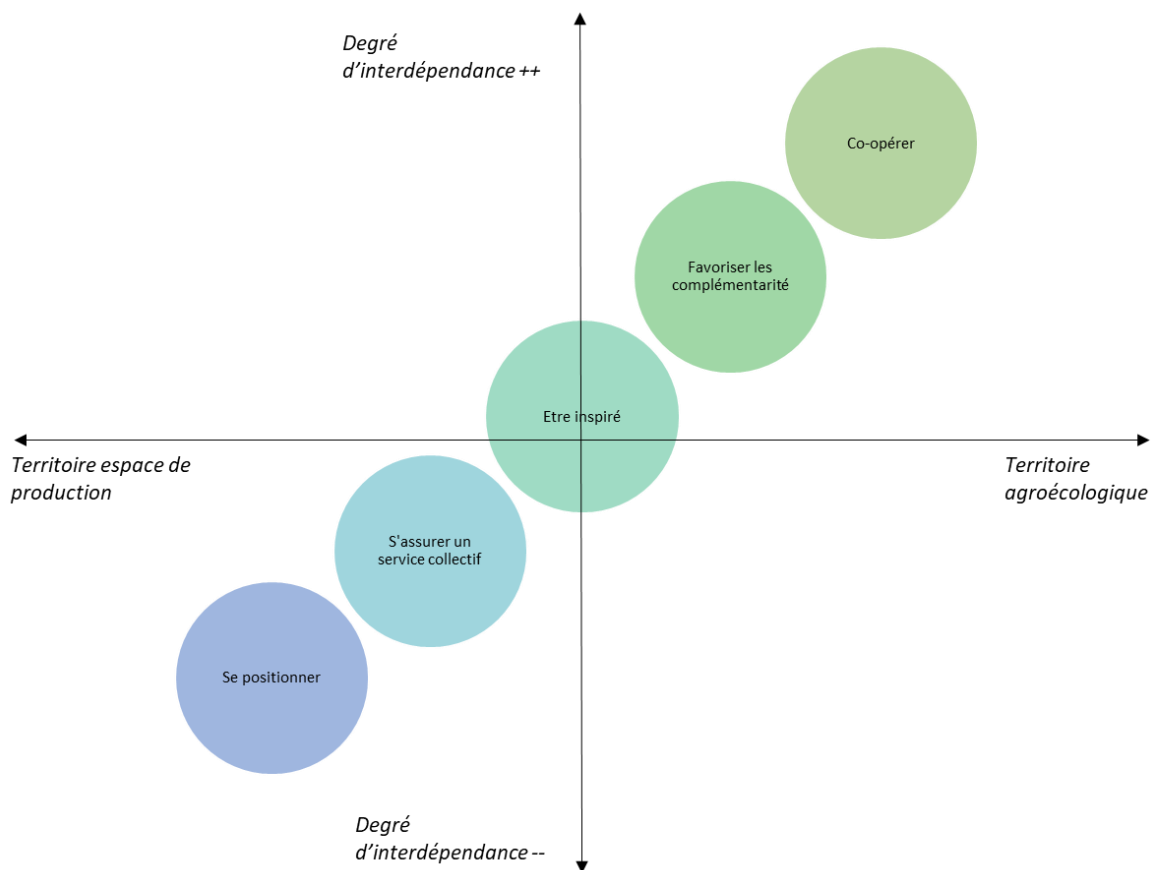 Degré
d'interdépendance ++
Co-opérer
Favoriser les
complémentarité
Etre inspiré
Territoire espace de
production
Territoire
agroécologique
S'assurer un
service collectif
Se positionner
Degré
d'interdépendance --